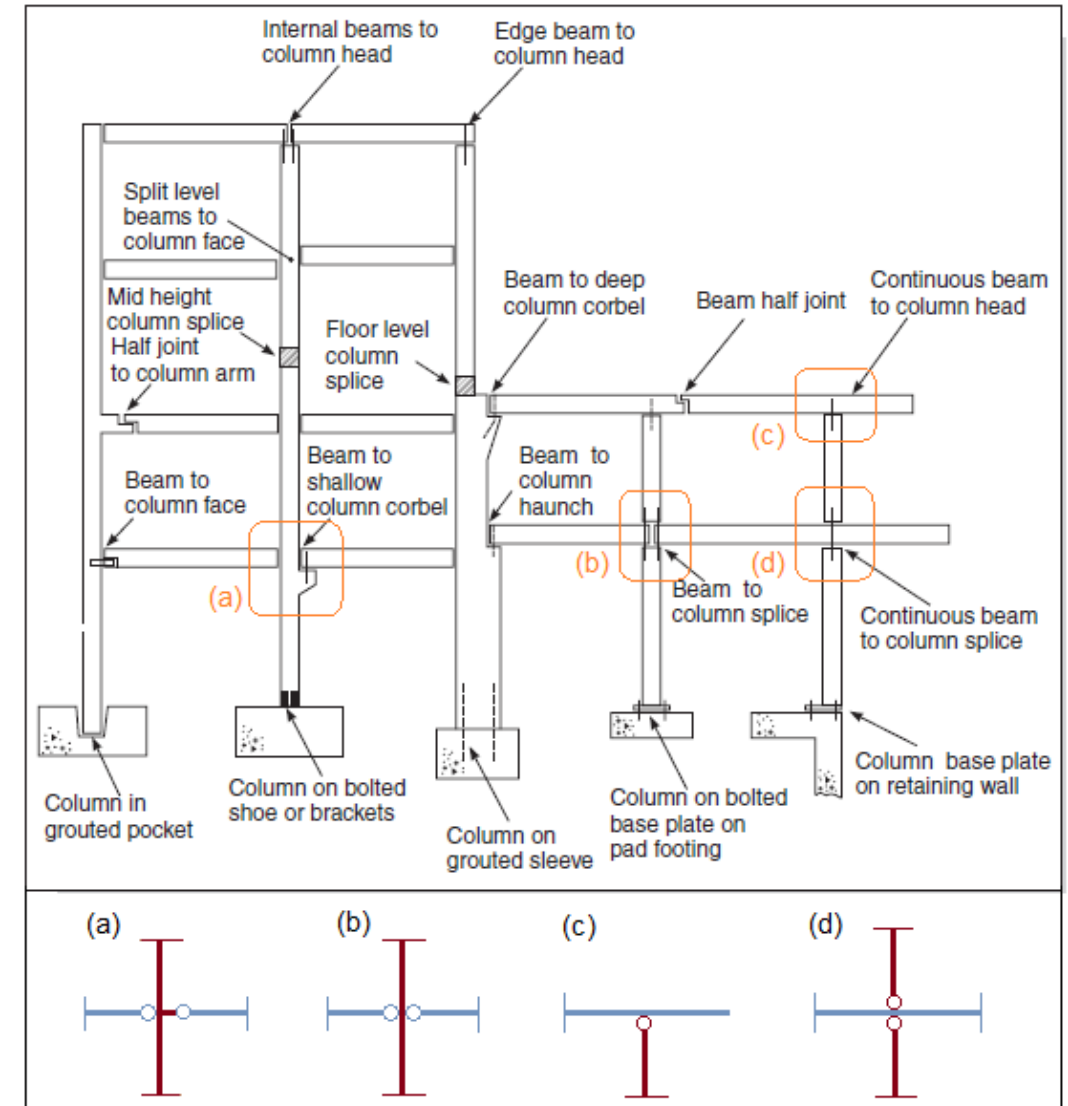 Internal beams to
column head
Edge beam to
column head
Split level
beams to
column face
Mid height
column splice
Half joint
to column arm
Floor level
column
splice
Beam to deep
column corbel
Beam half joint
Continuous beam
to column head
(c)
Beam to
column face
Beam to
shallow
column corbel
Beam to
column
haunch
(a)
(b)
(d)
Beam to
column splice
Continuous beam
to column splice
Column in
grouted pocket
Column on bolted
shoe or brackets
Column on
grouted sleeve
Column on bolted
base plate on
pad footing
Column base plate
on retaining wall
(a)
(b)
(c)
(d)